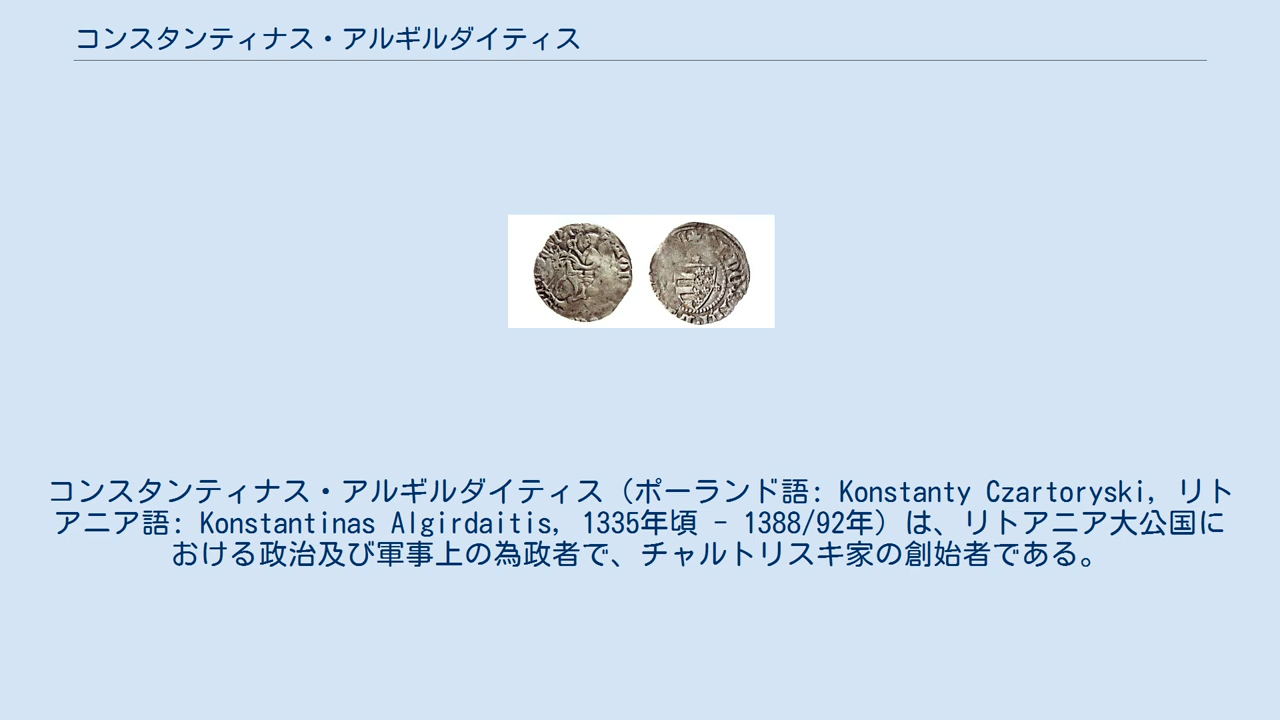 コンスタンティナス・アルギルダイティス
コンスタンティナス・アルギルダイティス（ポーランド語: Konstanty Czartoryski, リト
アニア語: Konstantinas Algirdaitis, 1335年頃 - 1388/92年）は、リトアニア大公国に
おける政治及び軍事上の為政者で、チャルトリスキ家の創始者である。